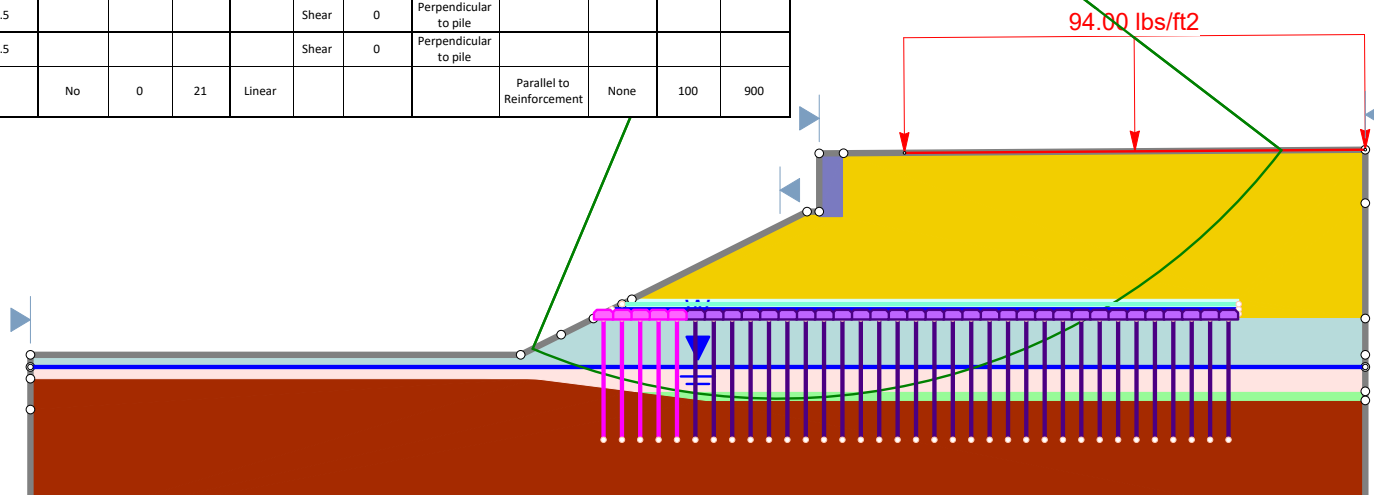 .5 Shear 0 Perpendicular
to pile
.5 Shear 0 Perpendicular
to pile
No 0 21 Linear Parallel to
Reinforcement None 100 900
94.00 lbs/ft2
W